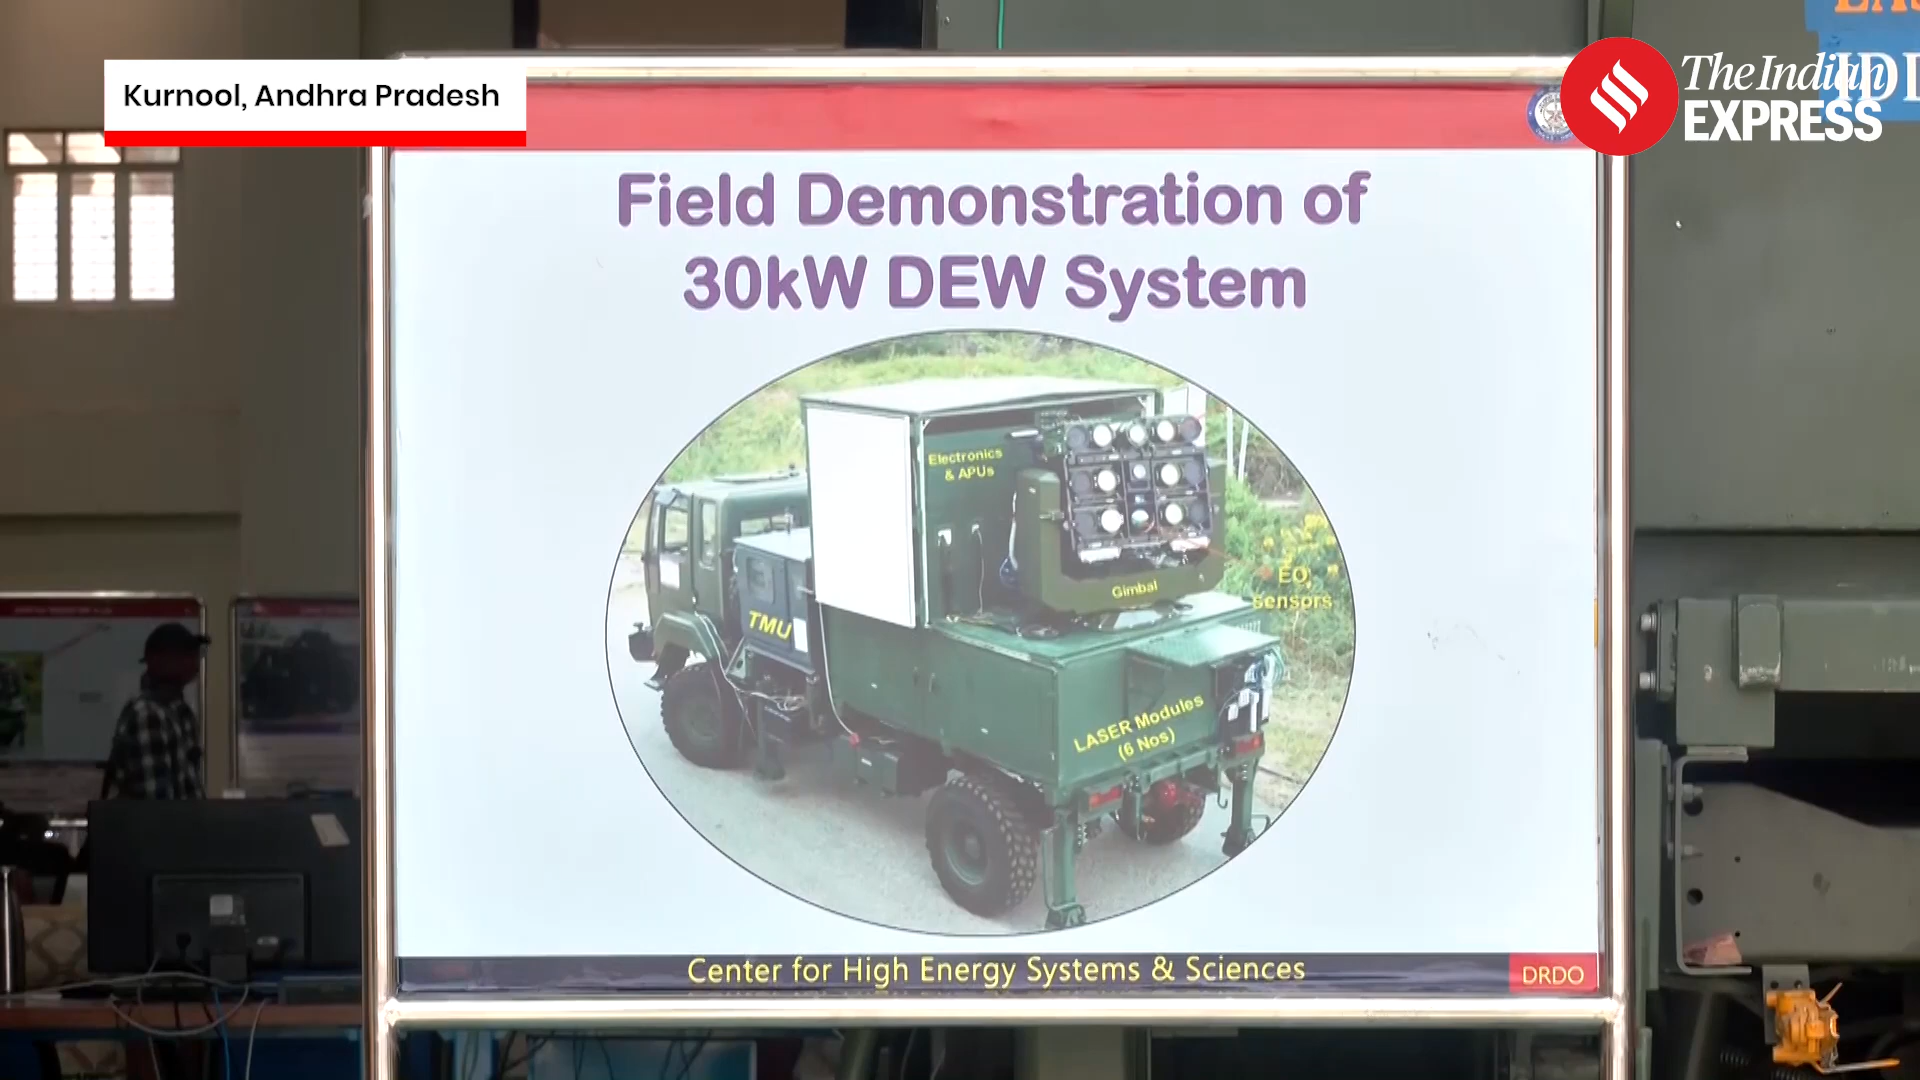 Kurnool, Andhra Pradesh
The Indian
EXPRESS
Field Demonstration of
30kW DEW System
Electronics
& APUs
TMU
Gimbal
EO
sensors
LASER Modules
(6 Nos)
Center for High Energy Systems & Sciences
DRDO